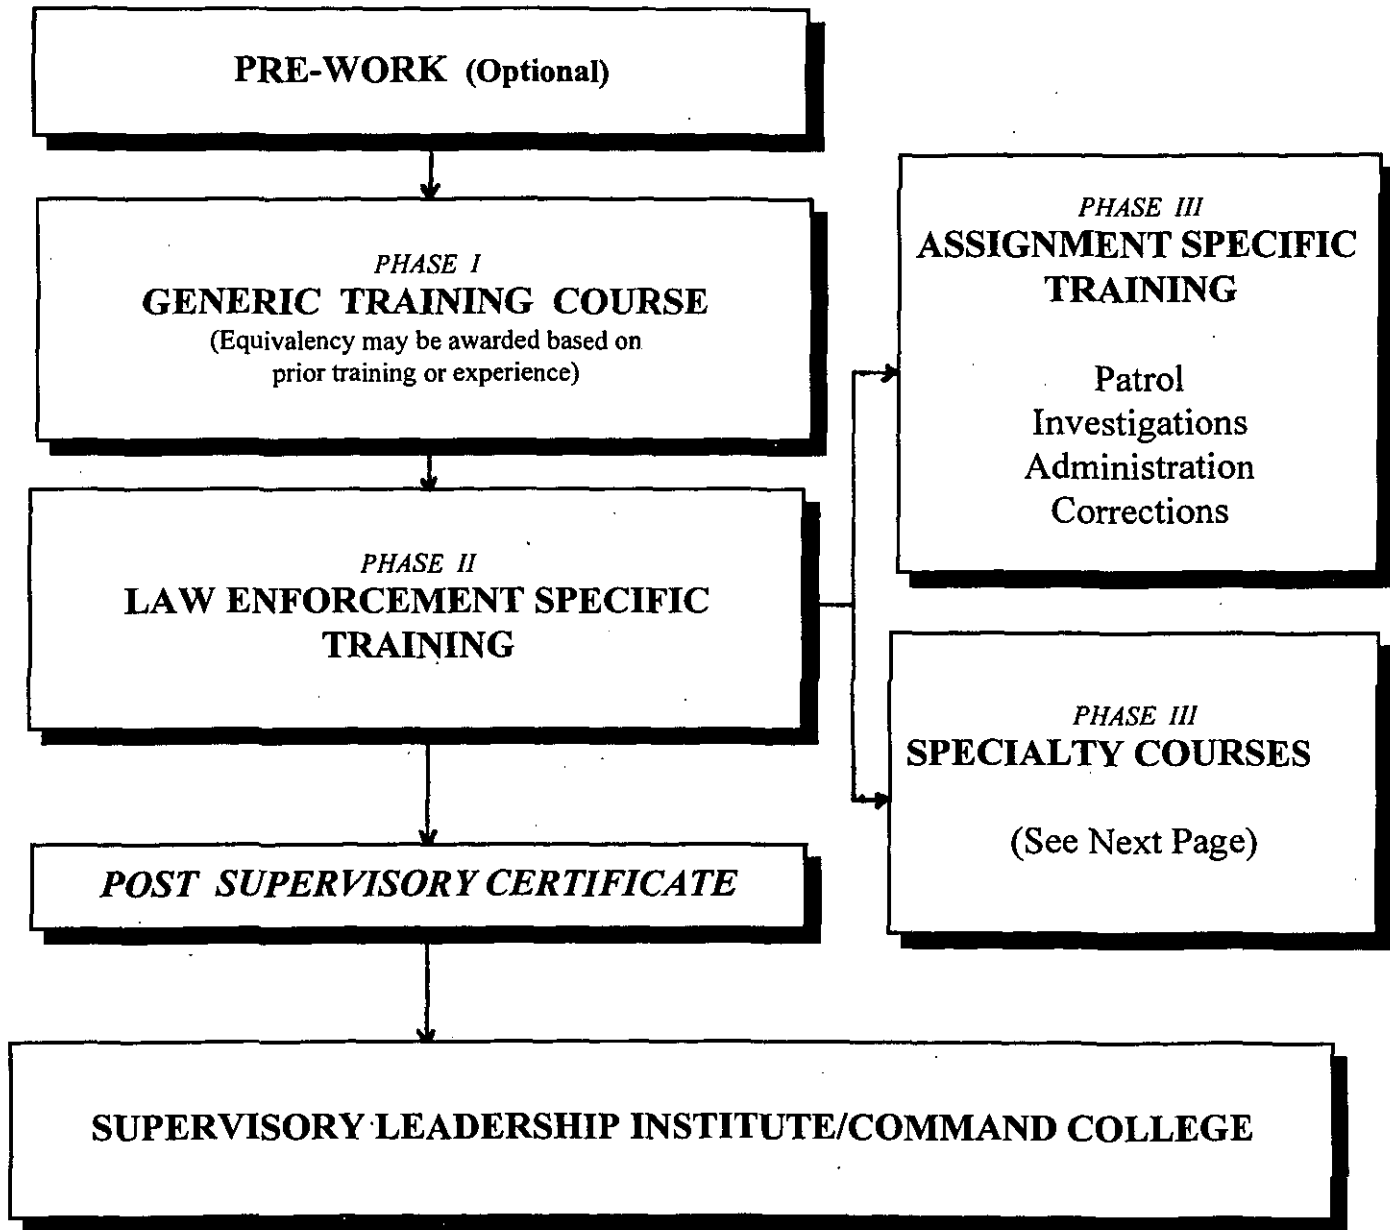 PRE-WORK (Optional)
PHASE I
GENERIC TRAINING COURSE
(Equivalency may be awarded based on
prior training or experience)
PHASE II
LAW ENFORCEMENT SPECIFIC
TRAINING
POST SUPERVISORY CERTIFICATE
SUPERVISORY LEADERSHIP INSTITUTE/COMMAND COLLEGE
PHASE III
ASSIGNMENT SPECIFIC
TRAINING
Patrol
Investigations
Administration
Corrections
PHASE III
SPECIALTY COURSES
(See Next Page)